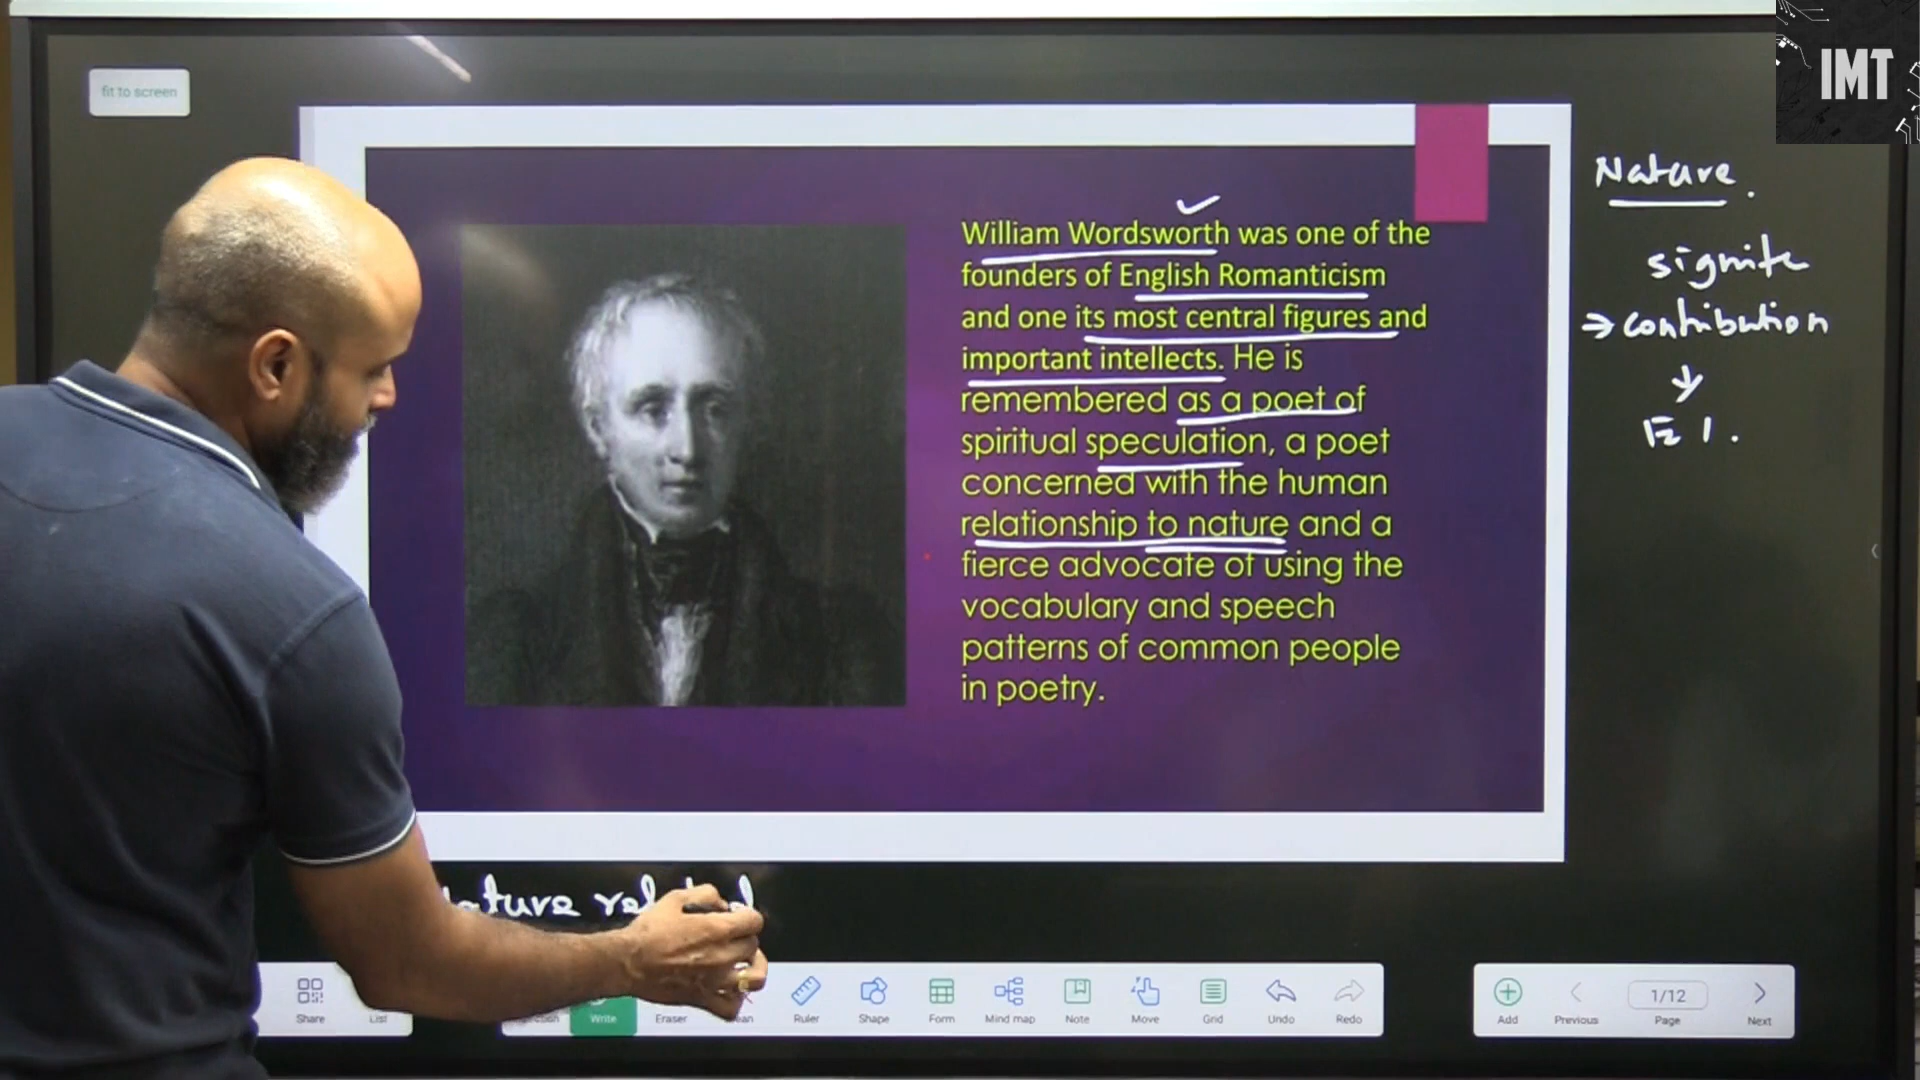 IMT
fit to screen
Nature.
signifite
→ contribution
E l.
William Wordsworth was one of the
founders of English Romanticism
and one its most central figures and
important intellects. He is
remembered as a poet of
spiritual speculation, a poet
concerned with the human
relationship to nature and a
fierce advocate of using the
vocabulary and speech
patterns of common people
in poetry.
Share
List
Write
Eraser
Ruler
Shape
Form
Mind map
Note
Move
Grid
Undo
Redo
Add
Previous
1/12
Page
Next